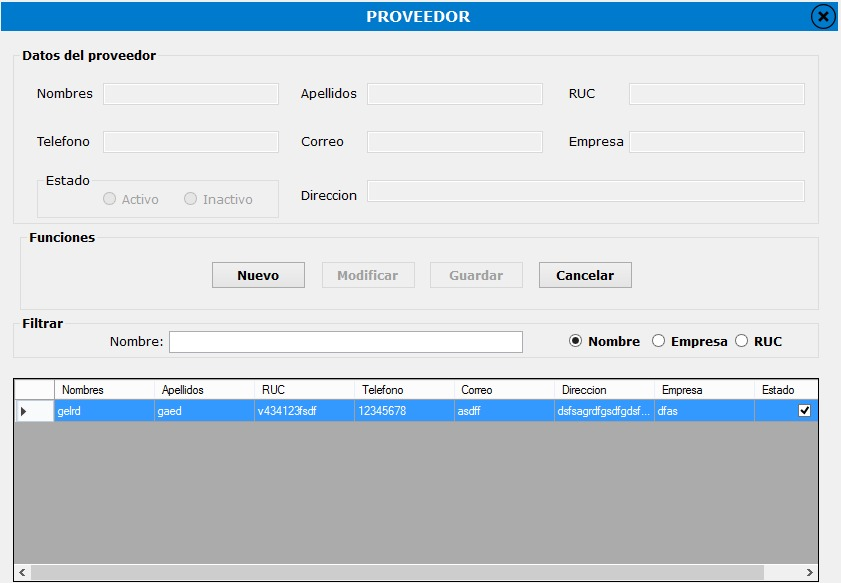 PROVEEDOR
Datos del proveedor
Nombres Apellidos RUC
Telefono Correo Empresa
Estado
Activo Inactivo Direccion
Funciones
Nuevo Modificar Guardar Cancelar
Filtrar
Nombre: Nombre Empresa RUC
Nombres Apellidos RUC Telefono Correo Direccion Empresa Estado
gelrd gaed v434123fsdf 12345678 asdff dsfsagrdfgsdfgdsf... dfas